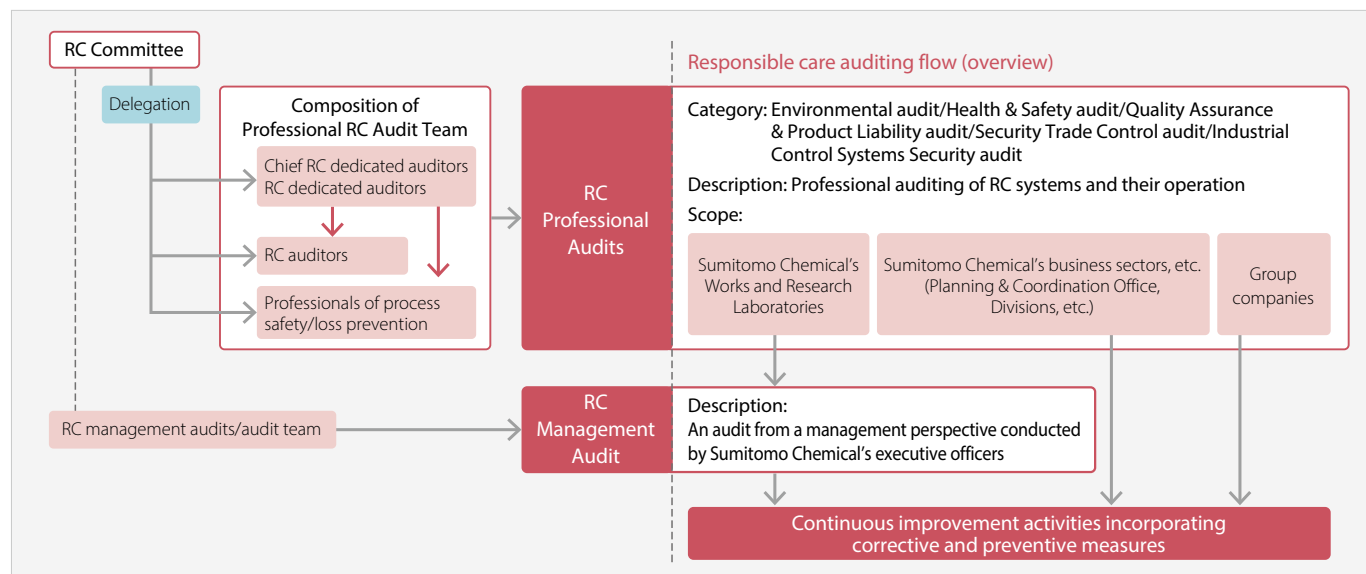 RC Committee
Delegation
Composition of
Professional RC Audit Team
Chief RC dedicated auditors
RC dedicated auditors
RC auditors
Professionals of process
safety/loss prevention
RC management audits/audit team
RC
Professional
Audits
Responsible care auditing flow (overview)
Category: Environmental audit/Health & Safety audit/Quality Assurance
& Product Liability audit/Security Trade Control audit/Industrial
Control Systems Security audit
Description: Professional auditing of RC systems and their operation
Scope:
Sumitomo Chemical's
Works and Research
Laboratories
Sumitomo Chemical's business sectors, etc.
(Planning & Coordination Office,
Divisions, etc.)
Group
companies
RC
Management
Audit
Description:
An audit from a management perspective conducted
by Sumitomo Chemical's executive officers
Continuous improvement activities incorporating
corrective and preventive measures